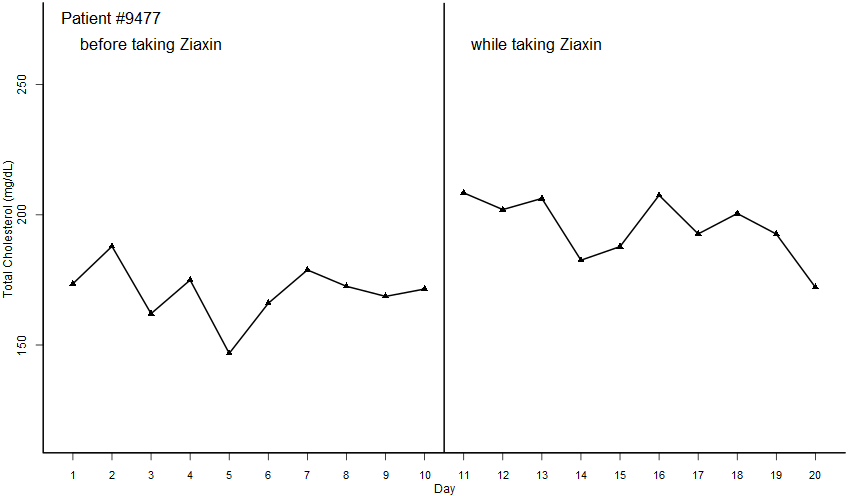 Patient #9477
before taking Ziaxin
while taking Ziaxin
Total Cholesterol (mg/dL)
250
200
150
1 2 3 4 5 6 7 8 9 10 11 12 13 14 15 16 17 18 19 20
Day